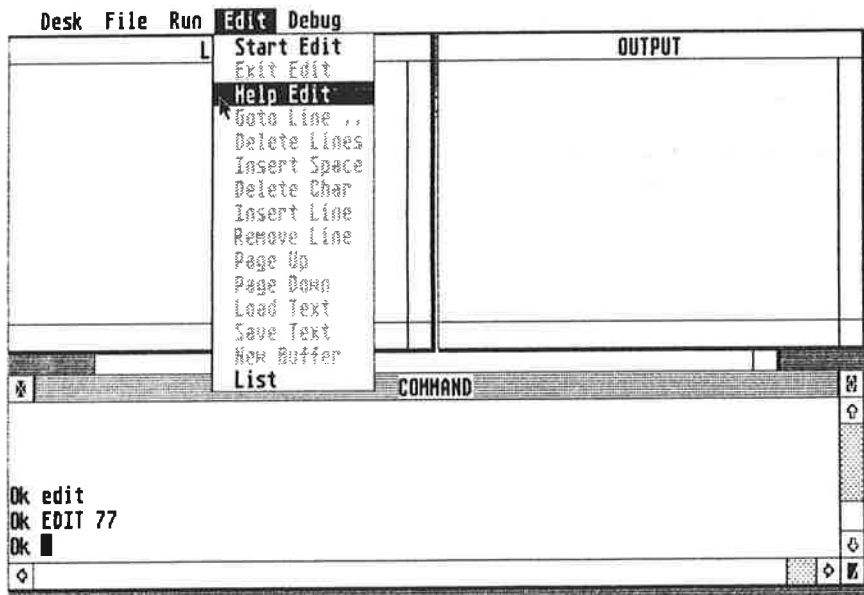 Desk File Run Edit Debug
L
OUTPUT
Start Edit
Exit Edit
Help Edit
Goto Line ..
Delete Lines
Insert Space
Delete Char
Insert Line
Remove Line
Page Up
Page Down
Load Text
Save Text
New Buffer
List
COMMAND
Ok edit
Ok EDIT 77
Ok